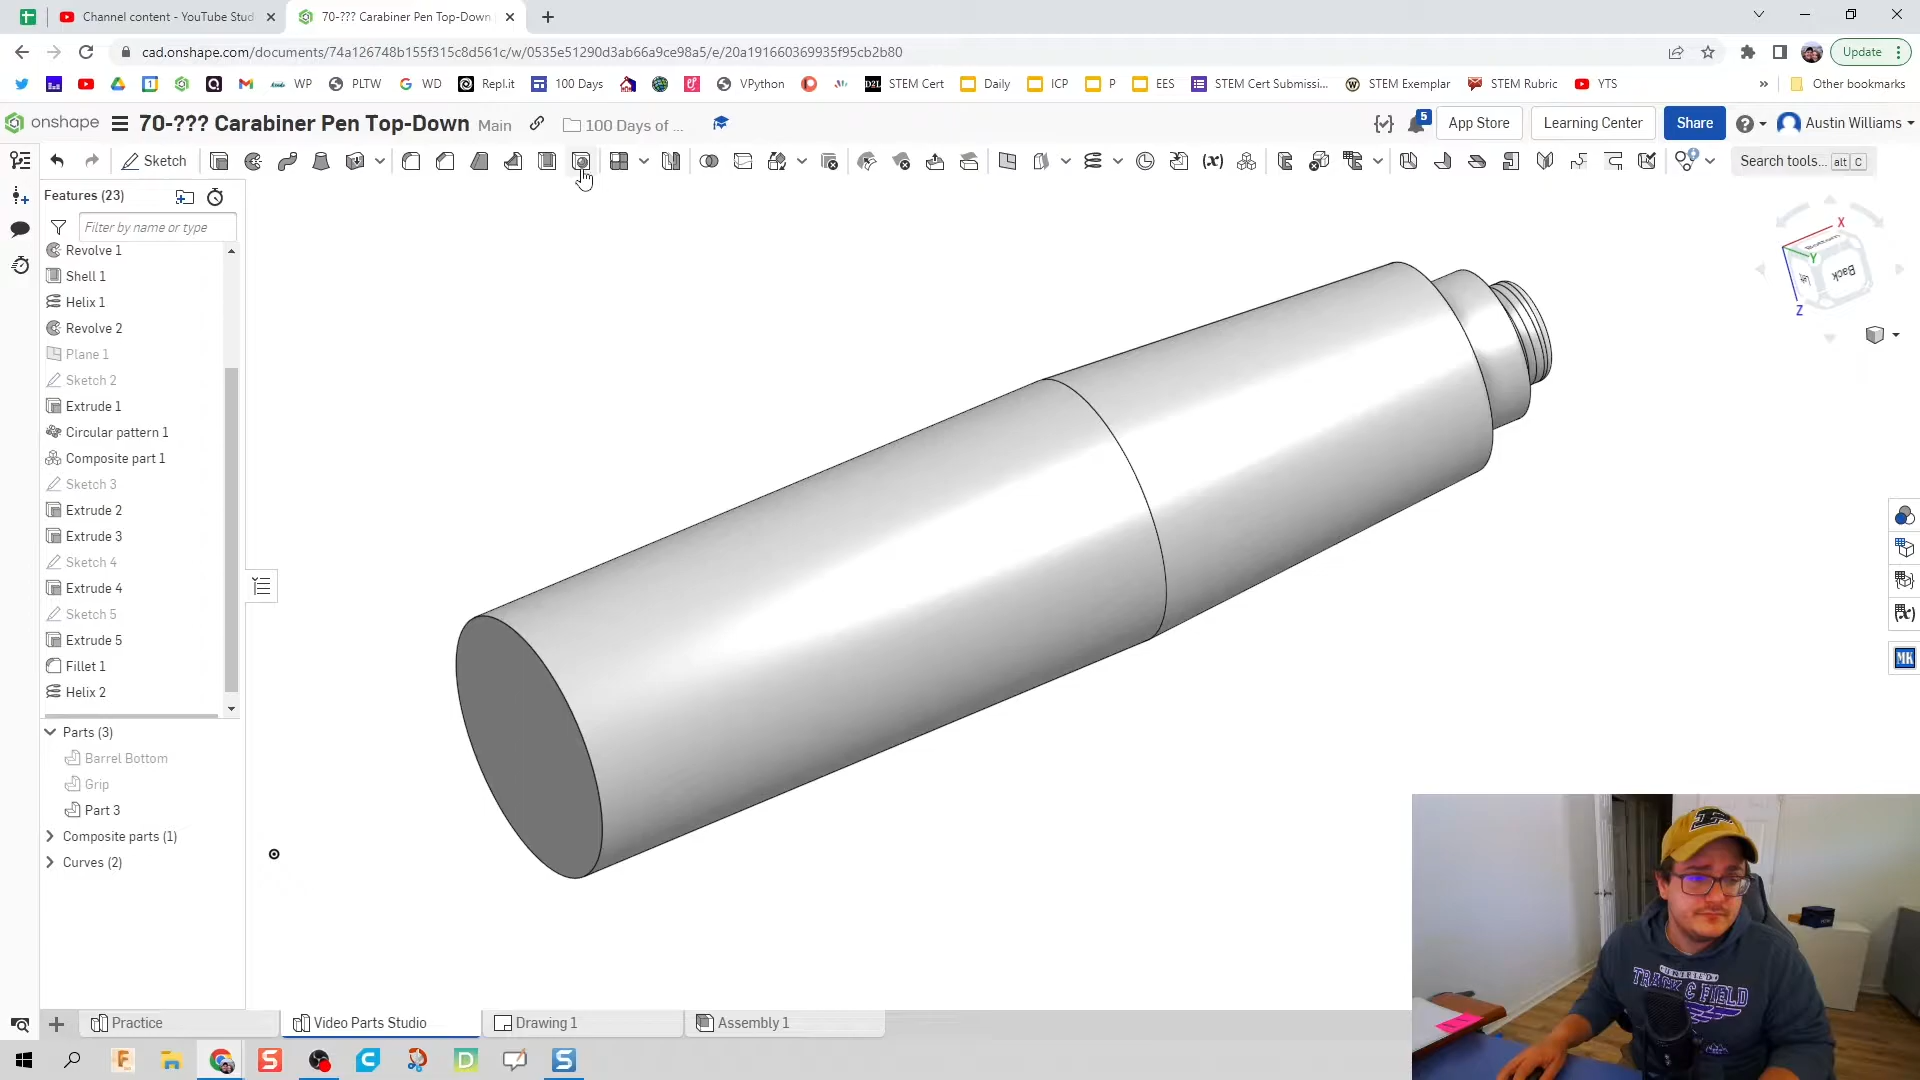 Channel content - YouTube Stud
70-??? Carabiner Pen Top-Down
cad.onshape.com/documents/74a126748b155f315c8d561c/w/0535e51290d3ab66a9ce98a5/e/20a191660369935f95cb2b80
Update
WP
PLTW
WD
Repl.it
100 Days
VPython
STEM Cert
Daily
ICP
P
EES
STEM Cert Submissi...
STEM Exemplar
STEM Rubric
YTS
Other bookmarks
onshape
70-??? Carabiner Pen Top-Down
Main
100 Days of ...
5
App Store
Learning Center
Share
Austin Williams
Sketch
Search tools...
alt
C
Features (23)
Filter by name or type
Revolve 1
Shell 1
Helix 1
Revolve 2
Plane 1
Sketch 2
Extrude 1
Circular pattern 1
Composite part 1
Sketch 3
Extrude 2
Extrude 3
Sketch 4
Extrude 4
Sketch 5
Extrude 5
Fillet 1
Helix 2
Parts (3)
Barrel Bottom
Grip
Part 3
Composite parts (1)
Curves (2)
X
Bottom
Y
Back
Z
MK
UNIFIED
TRACK & FIELD
Practice
Video Parts Studio
Drawing 1
Assembly 1